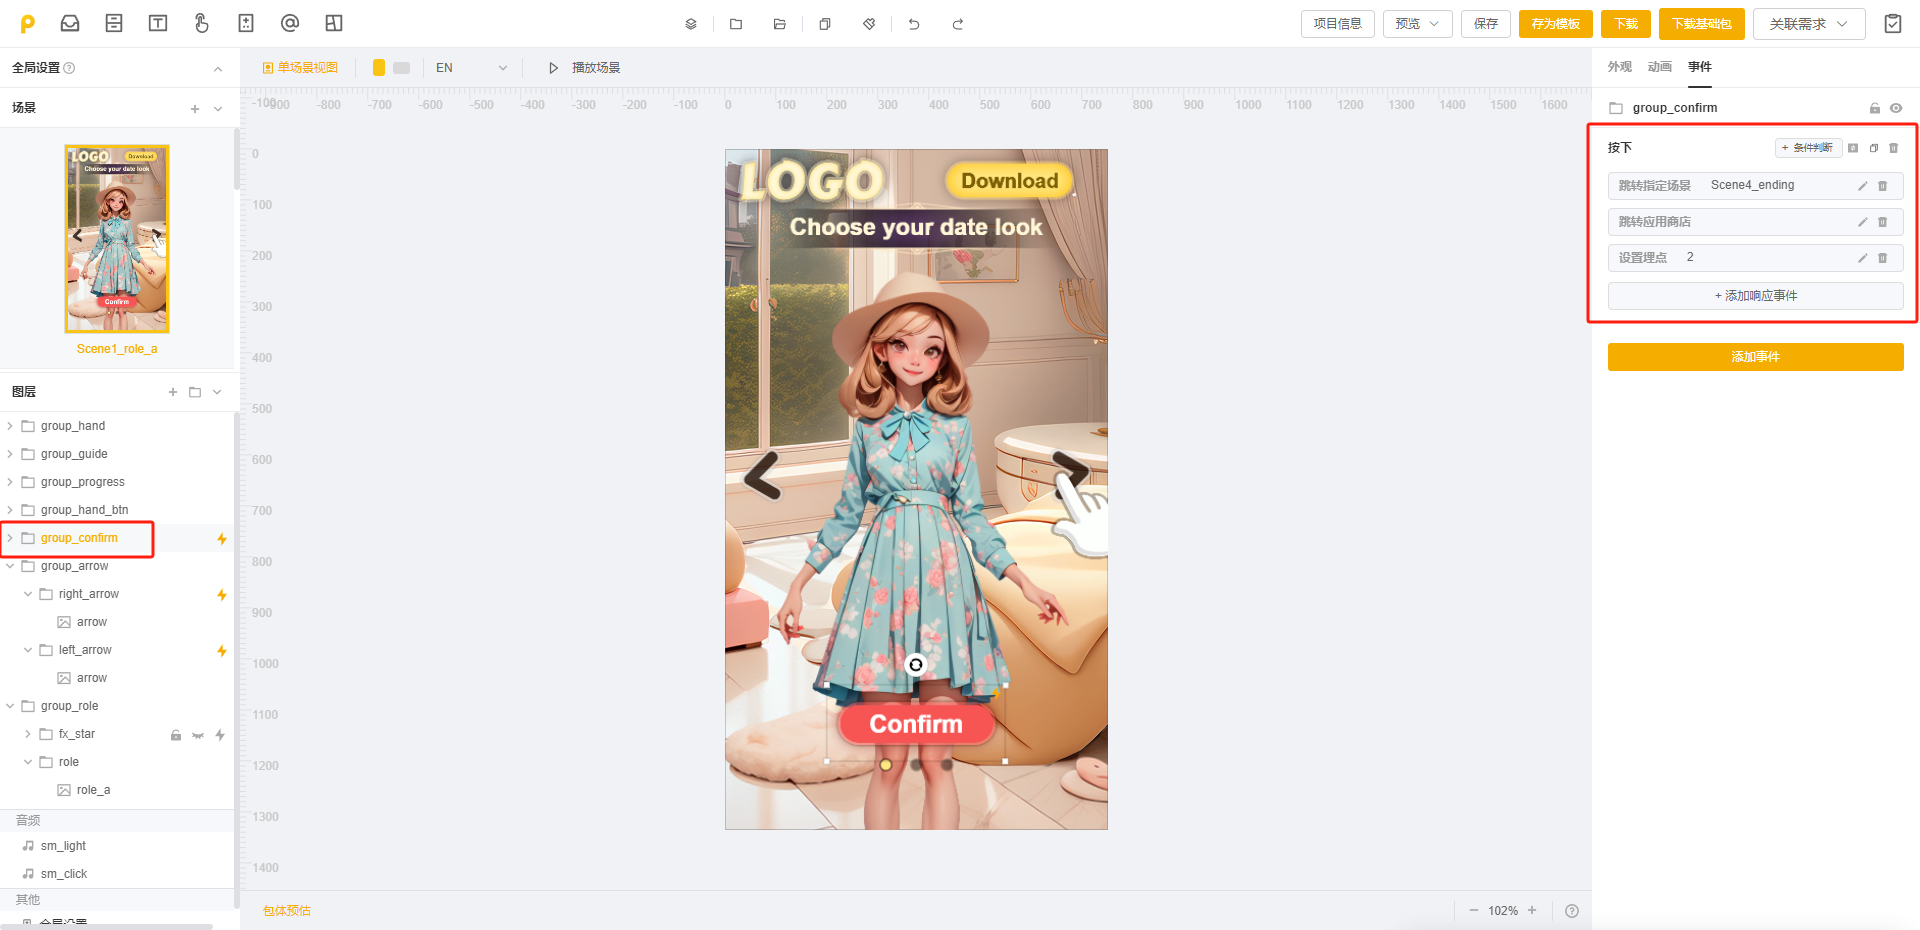 项目信息
预览
保存
存为模板
下载
下载基础包
关联需求
全局设置
单场景视图
EN
播放场景
外观
动画
事件
场景
-100
-900
-800
-700
-600
-500
-400
-300
-200
-100
0
100
200
300
400
500
600
700
800
900
1000
1100
1200
1300
1400
1500
1600
group_confirm
LOGO
Download
Choose your date look
Confirm
Scene1_role_a
图层
group_hand
group_guide
group_progress
group_hand_btn
group_confirm
group_arrow
right_arrow
arrow
left_arrow
arrow
group_role
fx_star
role
role_a
音频
sm_light
sm_click
其他
全局设置
0
100
200
300
400
500
600
700
800
900
1000
1100
1200
1300
1400
LOGO
Download
Choose your date look
Confirm
包体预估
102%
按下
+ 条件判断
跳转指定场景 Scene4_ending
跳转应用商店
设置埋点 2
+ 添加响应事件
添加事件